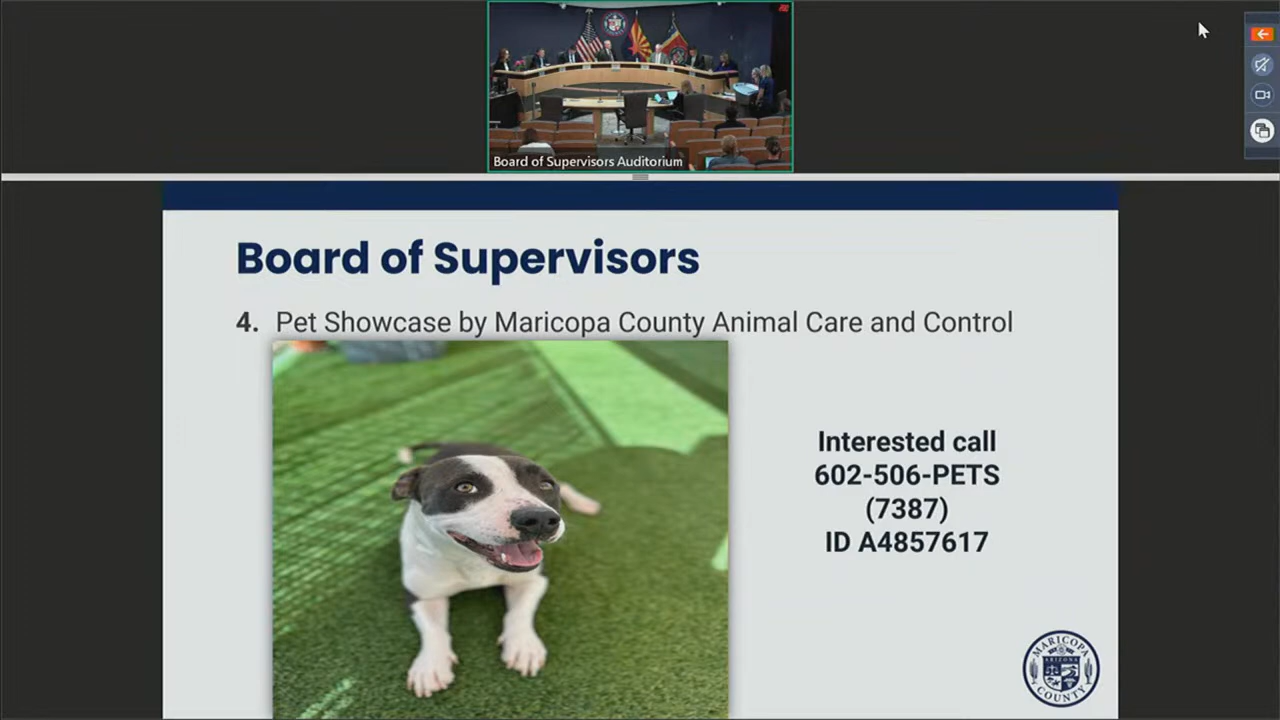 Board of Supervisors Auditorium
Board of Supervisors
4. Pet Showcase by Maricopa County Animal Care and Control
Interested call
602-506-PETS
(7387)
ID A4857617
MARICOPA
ARIZONA
COUNTY